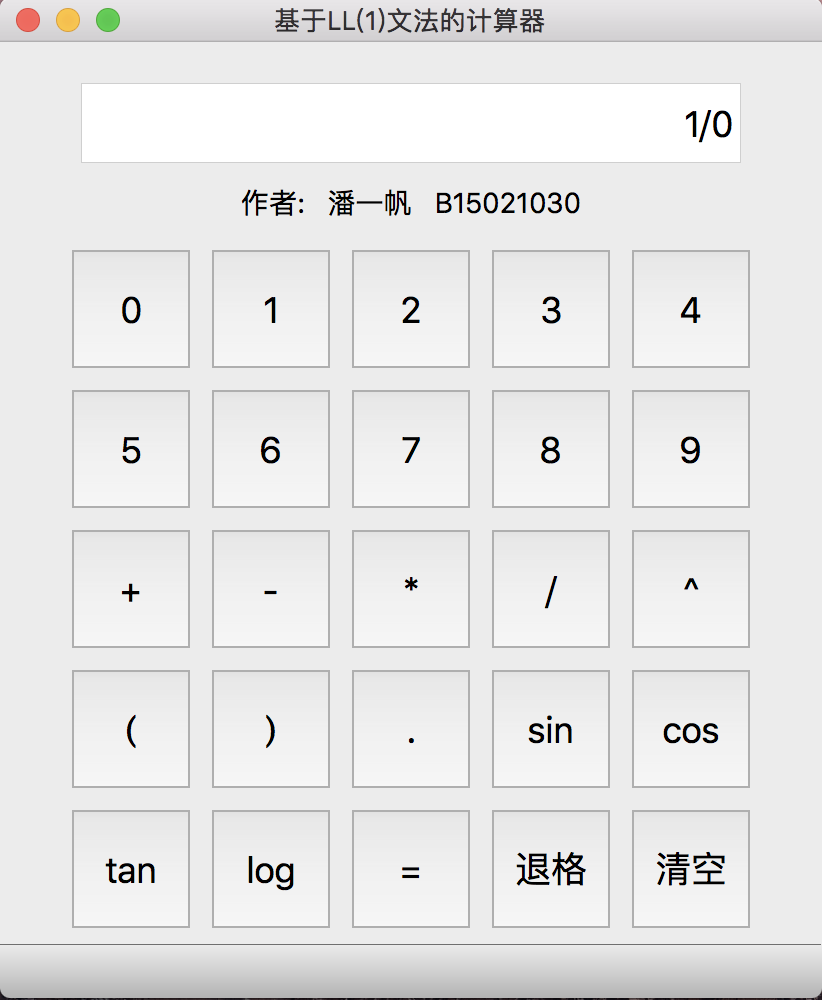 基于LL(1)文法的计算器
1/0
作者: 潘一帆 B15021030
0 1 2 3 4
5 6 7 8 9
+ - * / ^
( ) . sin cos
tan log = 退格 清空